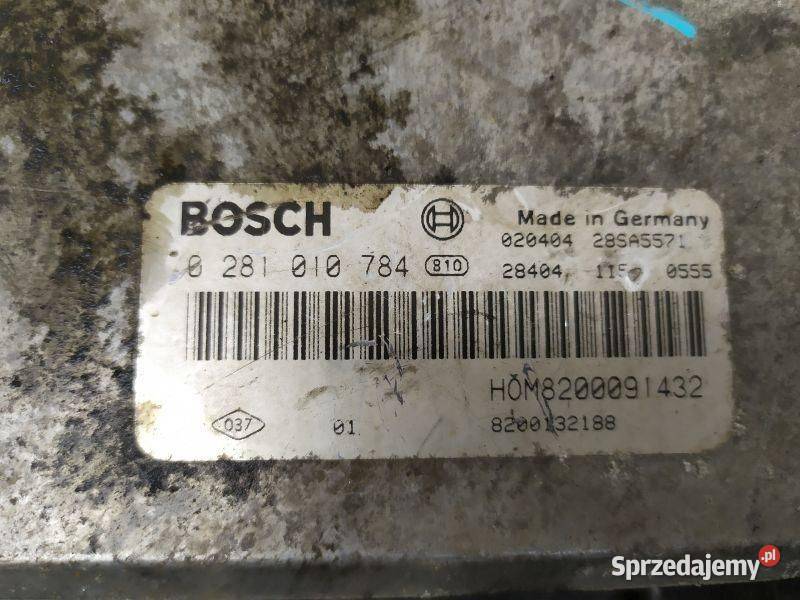 BOSCH Made in Germany
020404 28SA5571
0 281 010 784 810 28404 0555
HOM8200091432
037 01 8200132188
Sprzedajemy.pl